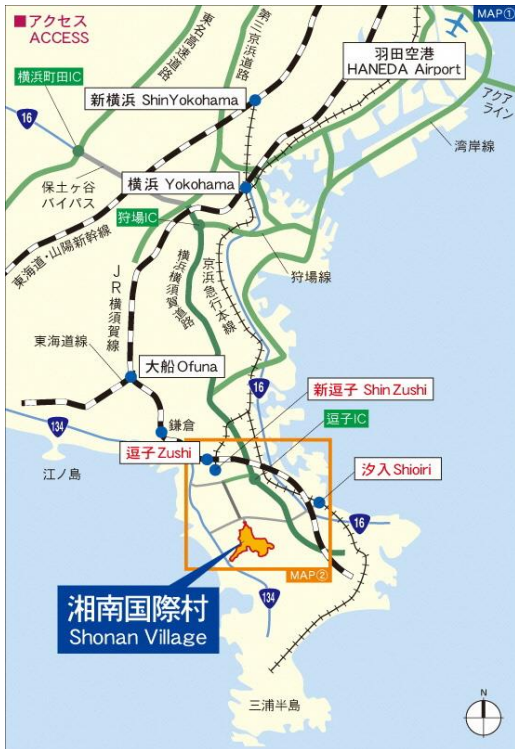 ■アクセス
ACCESS
MAP①
東名高速道路
第三京浜道路
羽田空港
HANEDA Airport
横浜町田IC
16
新横浜 ShinYokohama
アクア
ライン
湾岸線
保土ヶ谷
バイパス
横浜 Yokohama
狩場IC
東海道・山陽新幹線
JR横須賀線
横浜横須賀道路
京浜急行本線
狩場線
東海道線
大船 Ofuna
16
新逗子 Shin Zushi
134
鎌倉
逗子IC
逗子 Zushi
江ノ島
汐入 Shioiri
16
MAP②
湘南国際村
Shonan Village
134
三浦半島
N